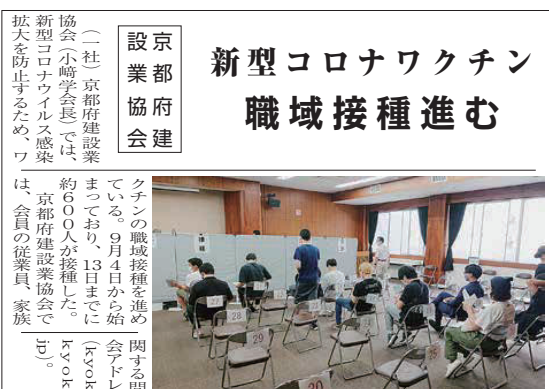 新型コロナワクチン
職域接種進む
京都府建
設業協会
(一社)京都府建設業
協会(小﨑学会長)では、
新型コロナウイルス感染
拡大を防止するため、ワ
クチンの職域接種を進め
ている。9月4日から始
まっており、13日までに
約600人が接種した。
京都府建設業協会で
は、会員の従業員、家族
関する問
会アドレ
(kyok
kyok
jp)。
27
28
29
30